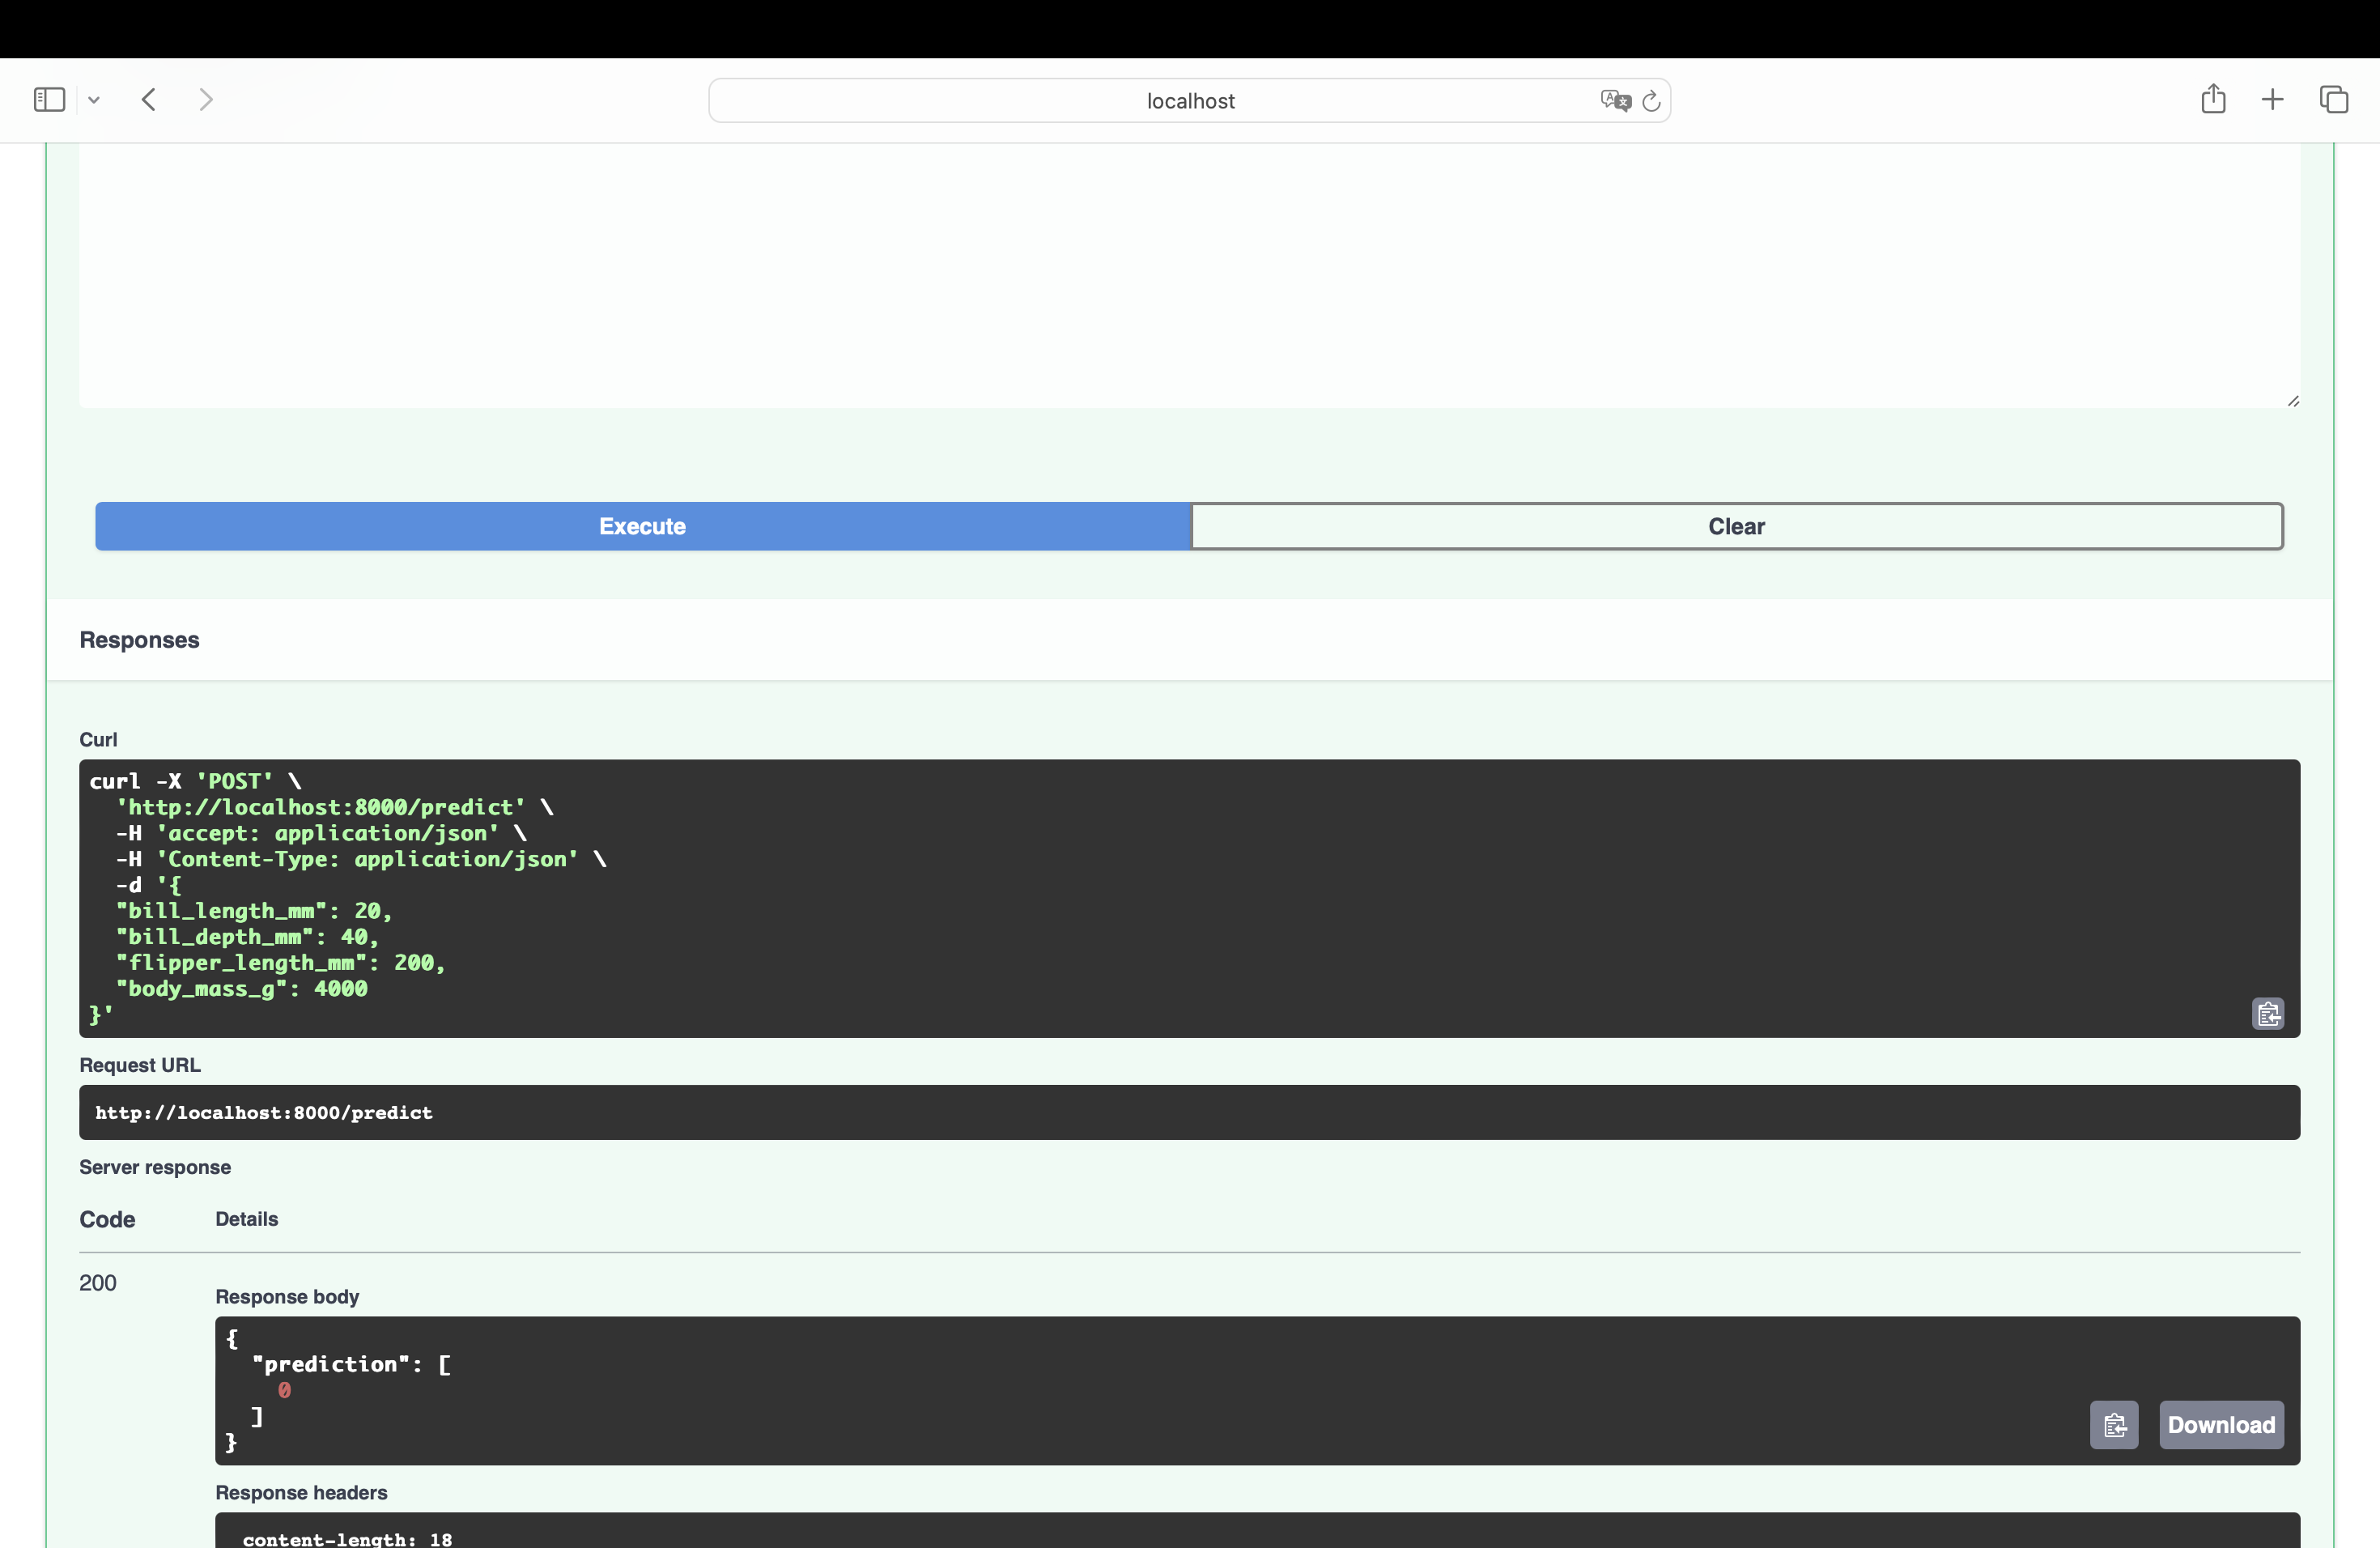 localhost
Execute
Clear
Responses
Curl
curl -X 'POST' \
  'http://localhost:8000/predict' \
  -H 'accept: application/json' \
  -H 'Content-Type: application/json' \
  -d '{
  "bill_length_mm": 20,
  "bill_depth_mm": 40,
  "flipper_length_mm": 200,
  "body_mass_g": 4000
}'
Request URL
http://localhost:8000/predict
Server response
Code Details
200
Response body
{
  "prediction": [
    0
  ]
}
Download
Response headers
content-length: 18